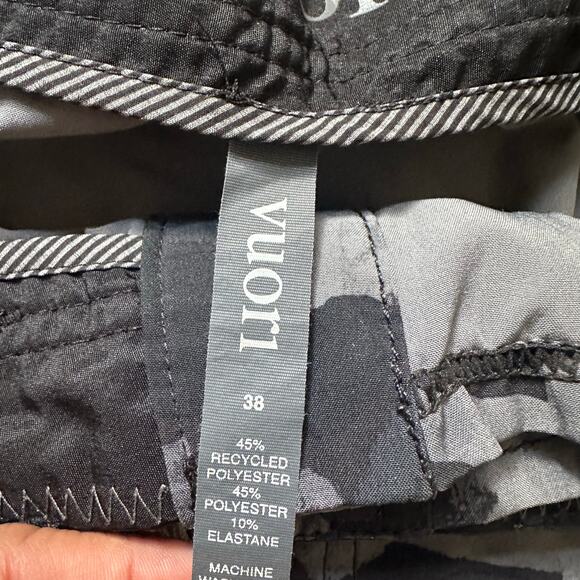 vuori
38
45%
RECYCLED
POLYESTER
45%
POLYESTER
10%
ELASTANE
MACHINE